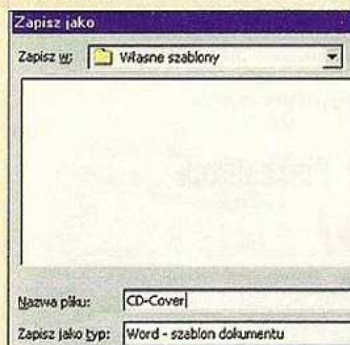 Zapisz jako
Zapisz w: Własne szablony
Nazwa pliku: CD-Cover
Zapisz jako typ: Word - szablon dokumentu